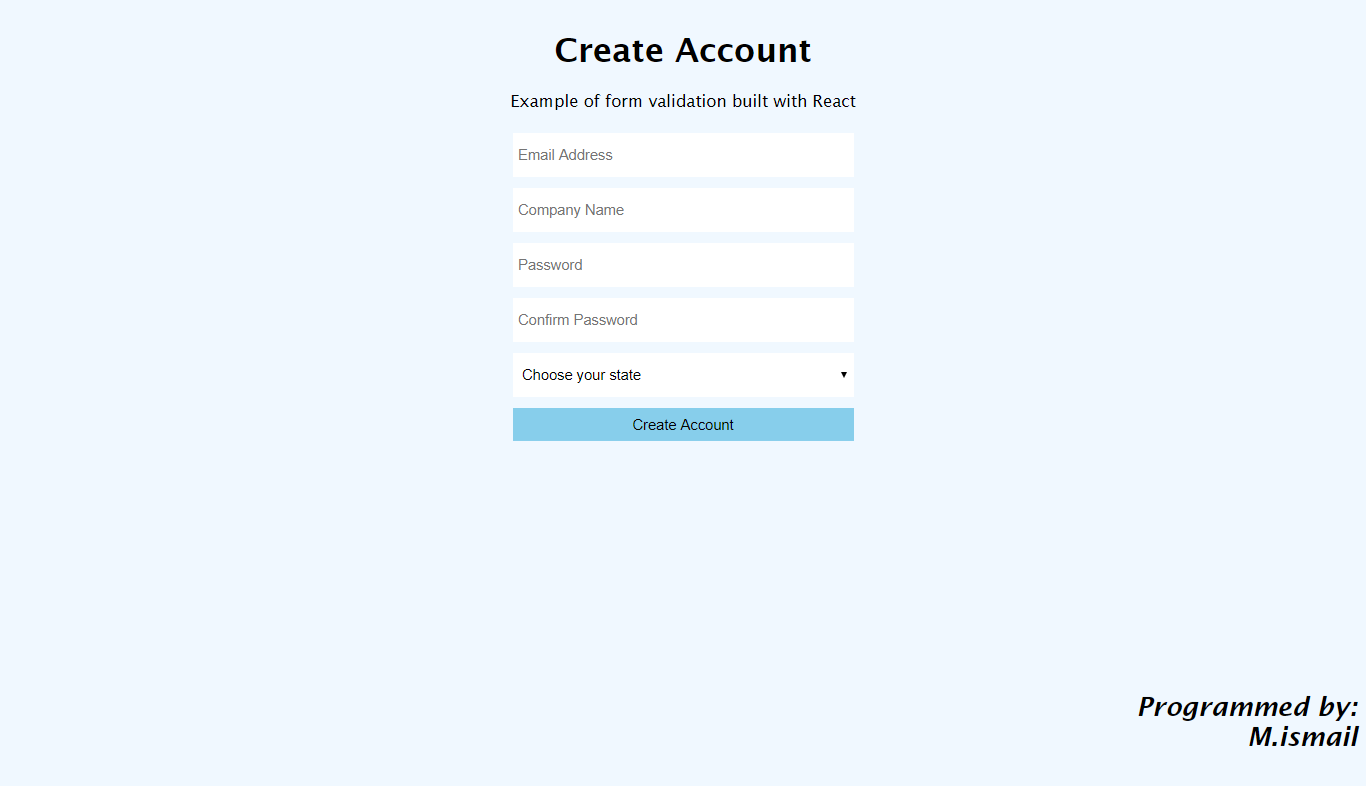 Create Account
Example of form validation built with React
Email Address
Company Name
Password
Confirm Password
Choose your state
Create Account
Programmed by:
M.ismail